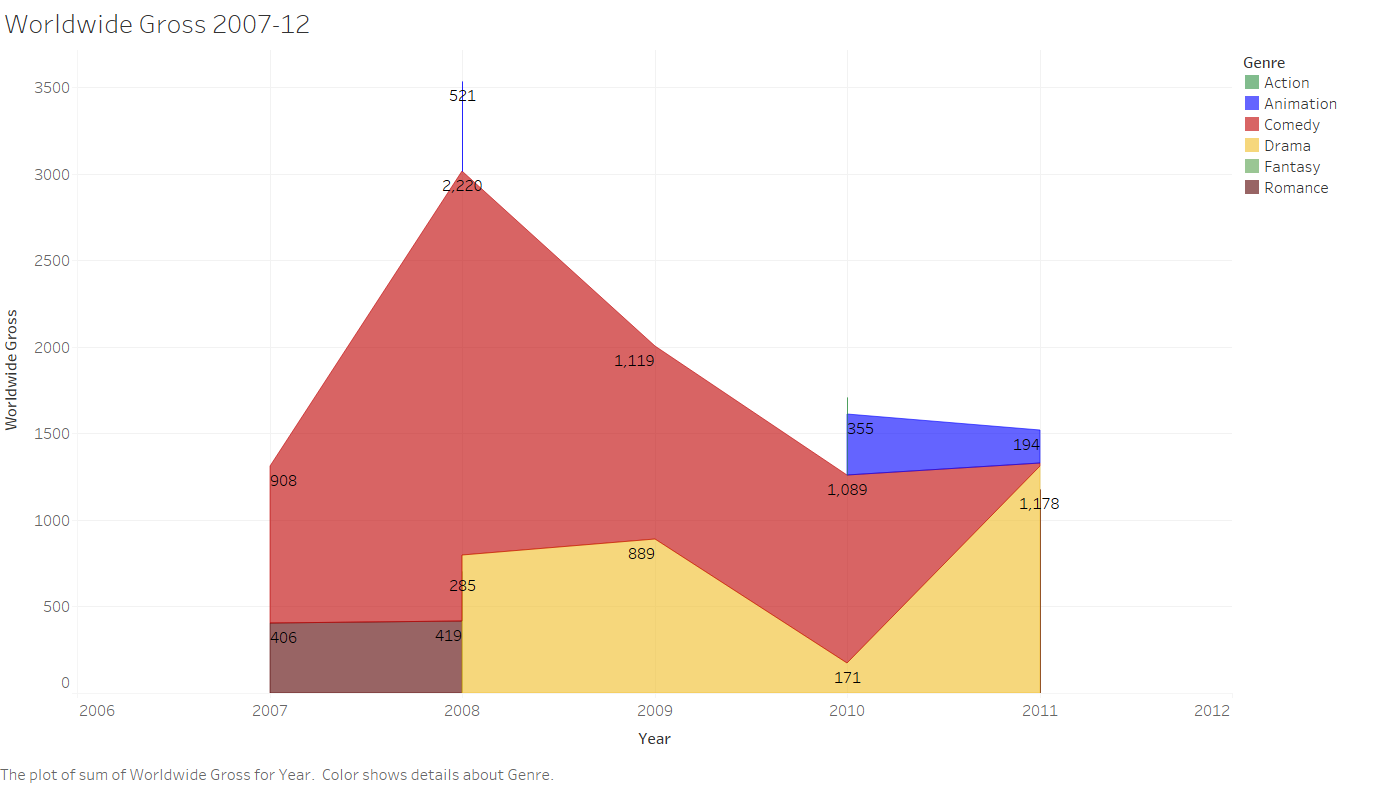 Worldwide Gross 2007-12
Genre
Action
Animation
Comedy
Drama
Fantasy
Romance
3500
3000
2500
2000
1500
1000
500
0
Worldwide Gross
521
2,220
1,119
908
355
194
1,089
1,178
889
285
406
419
171
2006 2007 2008 2009 2010 2011 2012
Year
The plot of sum of Worldwide Gross for Year. Color shows details about Genre.